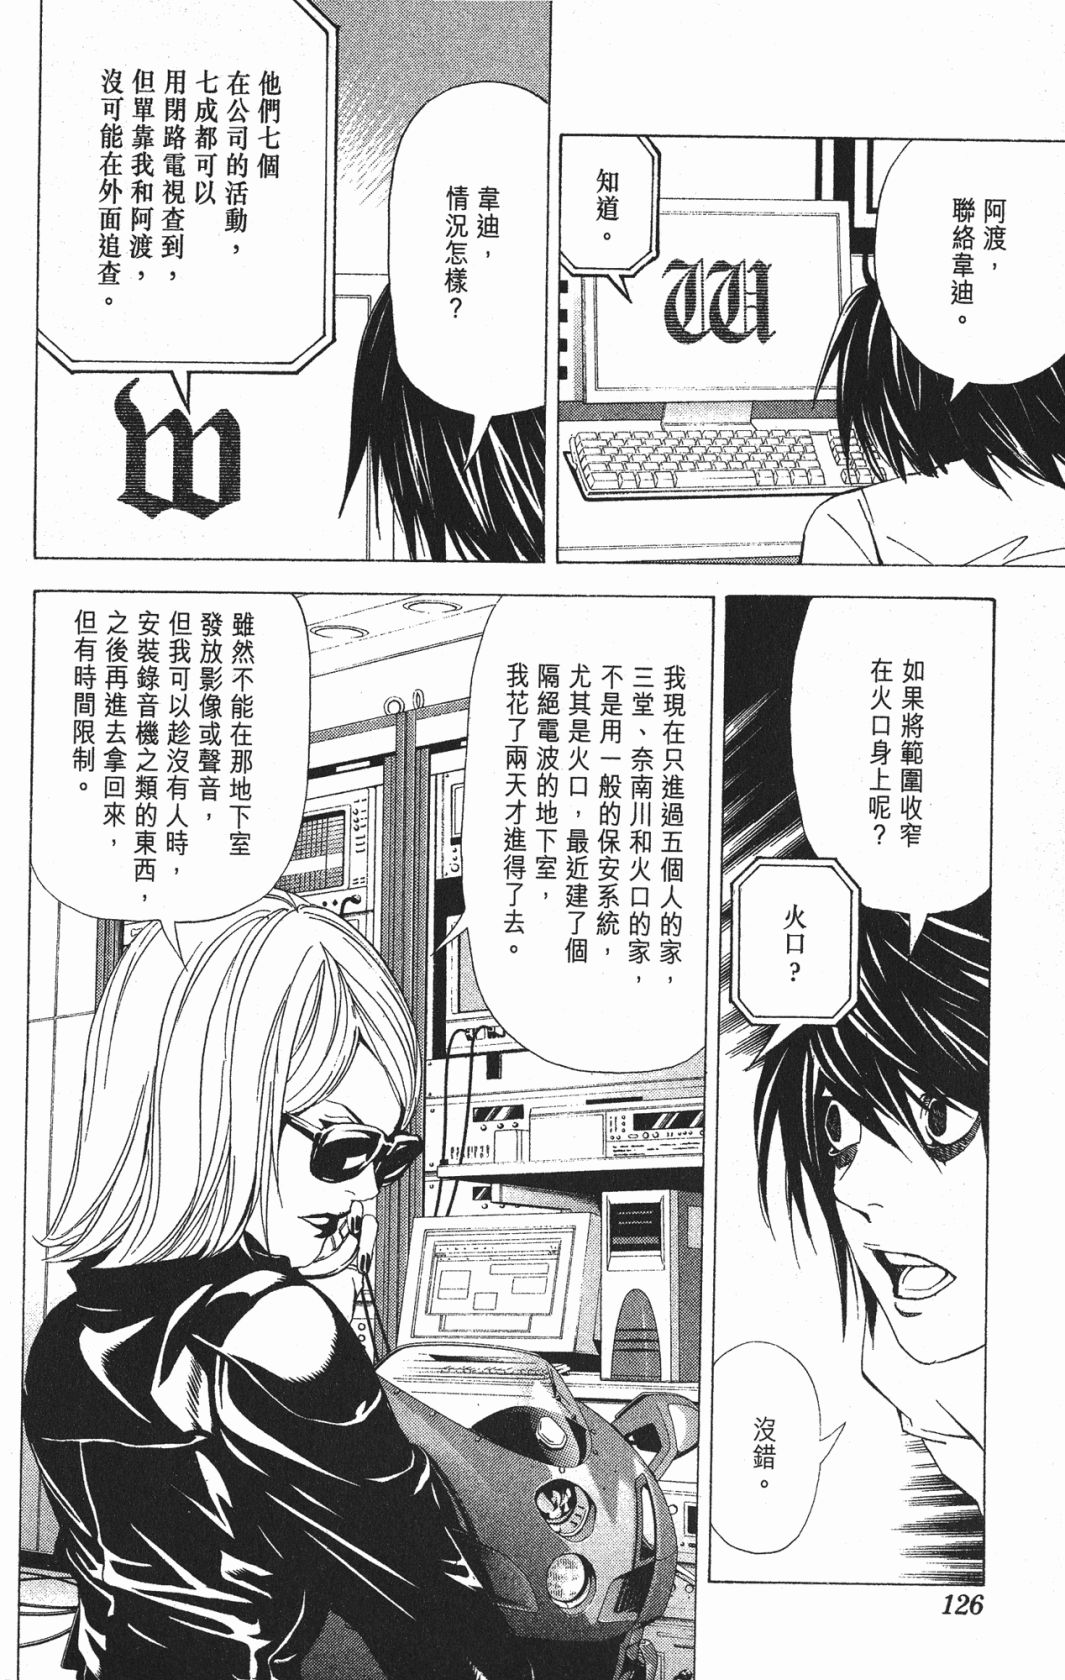 阿渡，
聯絡韋迪。
W
知道。
韋迪，
情況怎樣？
他們七個
在公司的活動，
七成都可以
用閉路電視查到，
但單靠我和阿渡，
沒可能在外面追查。
W
如果將範圍收窄
在火口身上呢？
火口？
沒錯。
我現在只進過五個人的家，
三堂、奈南川和火口的家，
不是用一般的保安系統，
尤其是火口，最近建了個
隔絕電波的地下室，
我花了兩天才進得了去。
雖然不能在那地下室
發放影像或聲音，
但我可以趁沒有人時，
安裝錄音機之類的東西，
之後再進去拿回來，
但有時間限制。
126